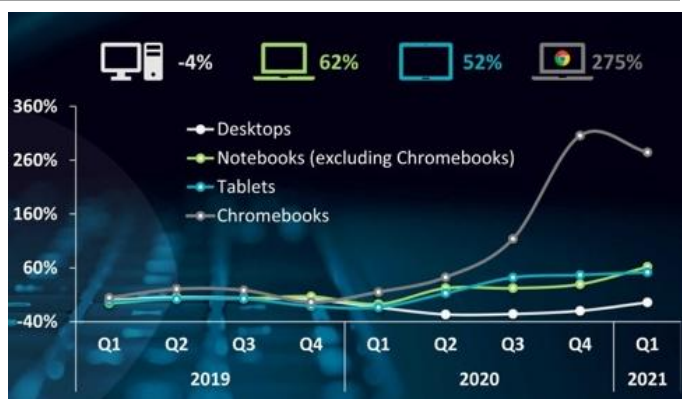 -4% 62% 52% 275%
360%
260%
160%
60%
-40%
Desktops
Notebooks (excluding Chromebooks)
Tablets
Chromebooks
Q1 Q2 Q3 Q4 Q1 Q2 Q3 Q4 Q1
2019 2020 2021